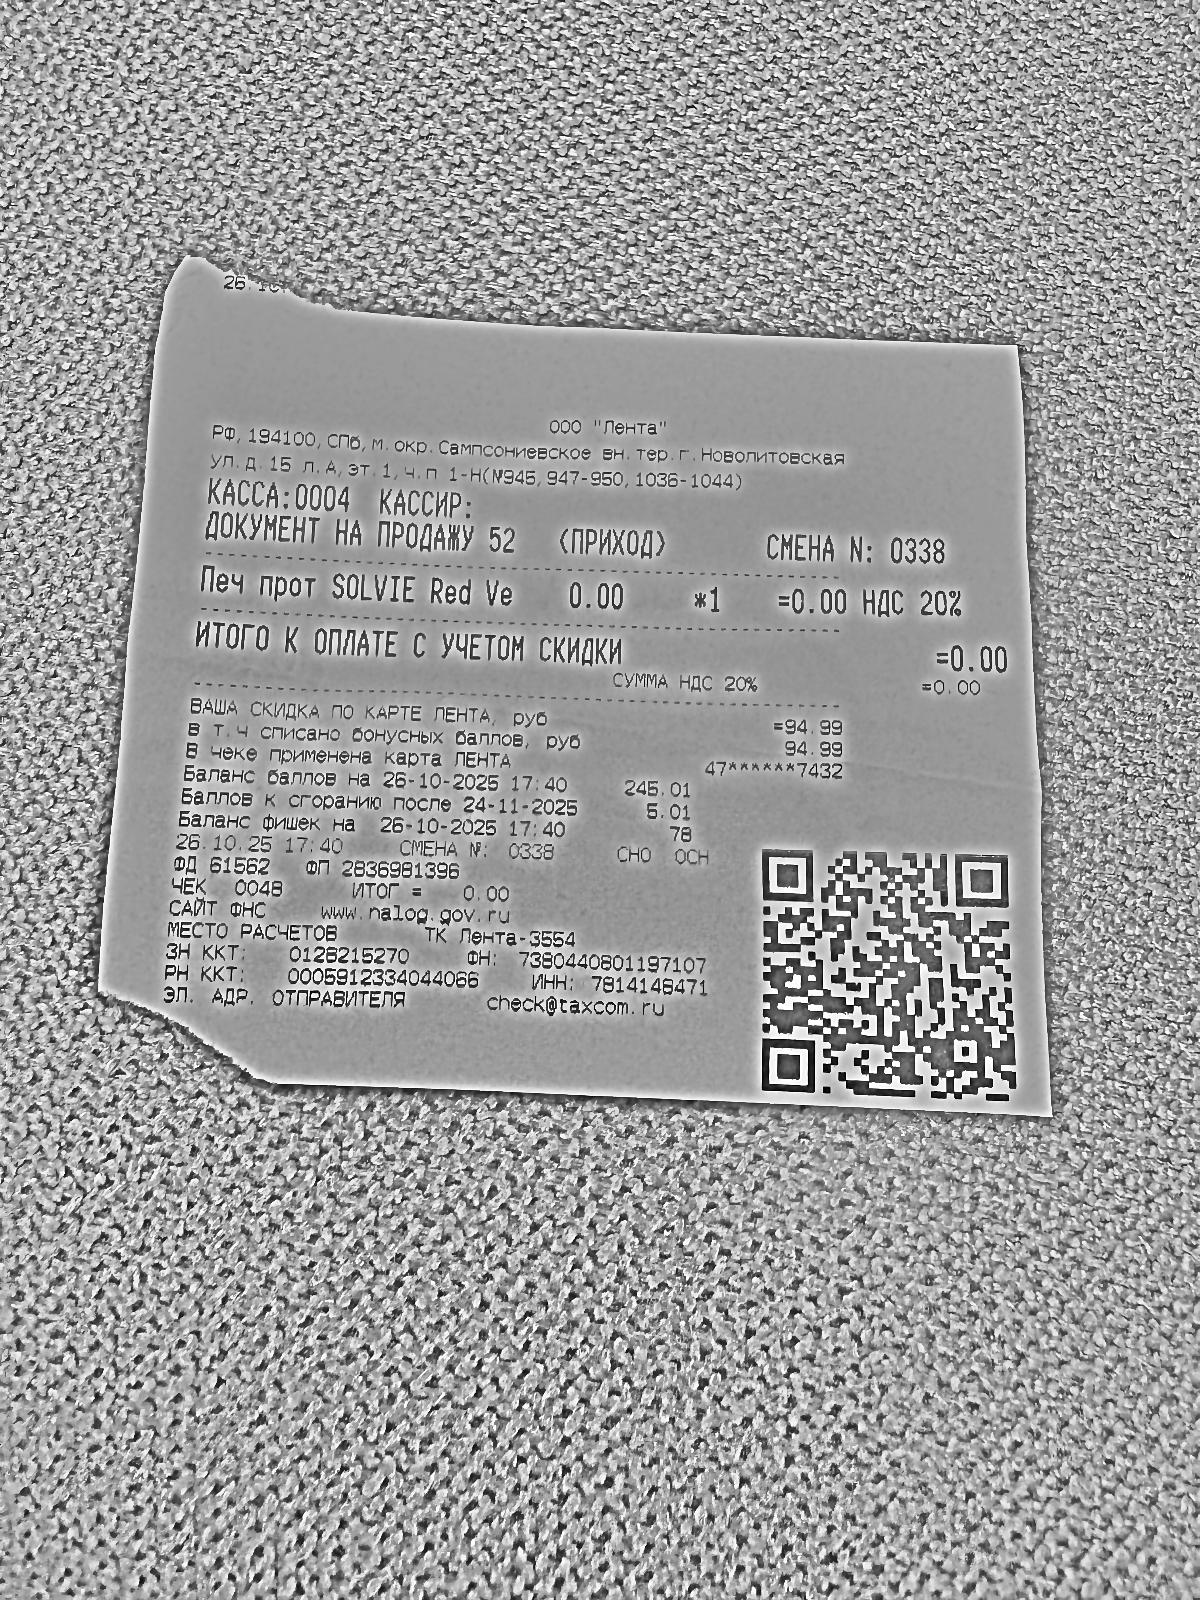 26.10.
ООО "Лента"
РФ, 194100, СПб, м. окр. Сампсониевское вн. тер. г. Новолитовская
ул. д. 15 л. А, эт. 1, ч. п 1-Н(№945, 947-950, 1036-1044)
КАССА:0004 КАССИР:
ДОКУМЕНТ НА ПРОДАЖУ 52 (ПРИХОД) СМЕНА N: 0338
Печ прот SOLVIE Red Ve 0.00 *1 =0.00 НДС 20%
ИТОГО К ОПЛАТЕ С УЧЕТОМ СКИДКИ =0.00
СУММА НДС 20% =0.00
ВАША СКИДКА ПО КАРТЕ ЛЕНТА, руб =94.99
В т.ч списано бонусных баллов, руб 94.99
В чеке применена карта ЛЕНТА 47******7432
Баланс баллов на 26-10-2025 17:40 245.01
Баллов к сгоранию после 24-11-2025 5.01
Баланс фишек на 26-10-2025 17:40 78
26.10.25 17:40 СМЕНА №: 0338 СНО ОСН
ФД 61562 ФП 2836981396
ЧЕК 0048 ИТОГ = 0.00
САЙТ ФНС www.nalog.gov.ru
МЕСТО РАСЧЕТОВ ТК Лента-3554
ЗН ККТ: 0128215270 ФН: 7380440801197107
РН ККТ: 0005912334044066 ИНН: 7814148471
ЭЛ. АДР. ОТПРАВИТЕЛЯ check@taxcom.ru